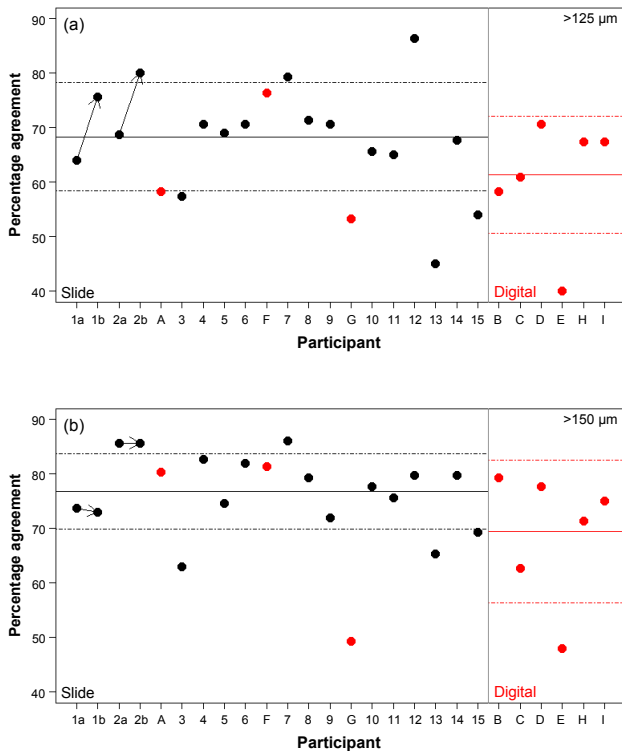 (a)
>125 µm
90
80
70
60
50
40
Percentage agreement
Slide
Digital
1a 1b 2a 2b A 3 4 5 6 F 7 8 9 G 10 11 12 13 14 15 B C D E H I
Participant
(b)
>150 µm
90
80
70
60
50
40
Percentage agreement
Slide
Digital
1a 1b 2a 2b A 3 4 5 6 F 7 8 9 G 10 11 12 13 14 15 B C D E H I
Participant